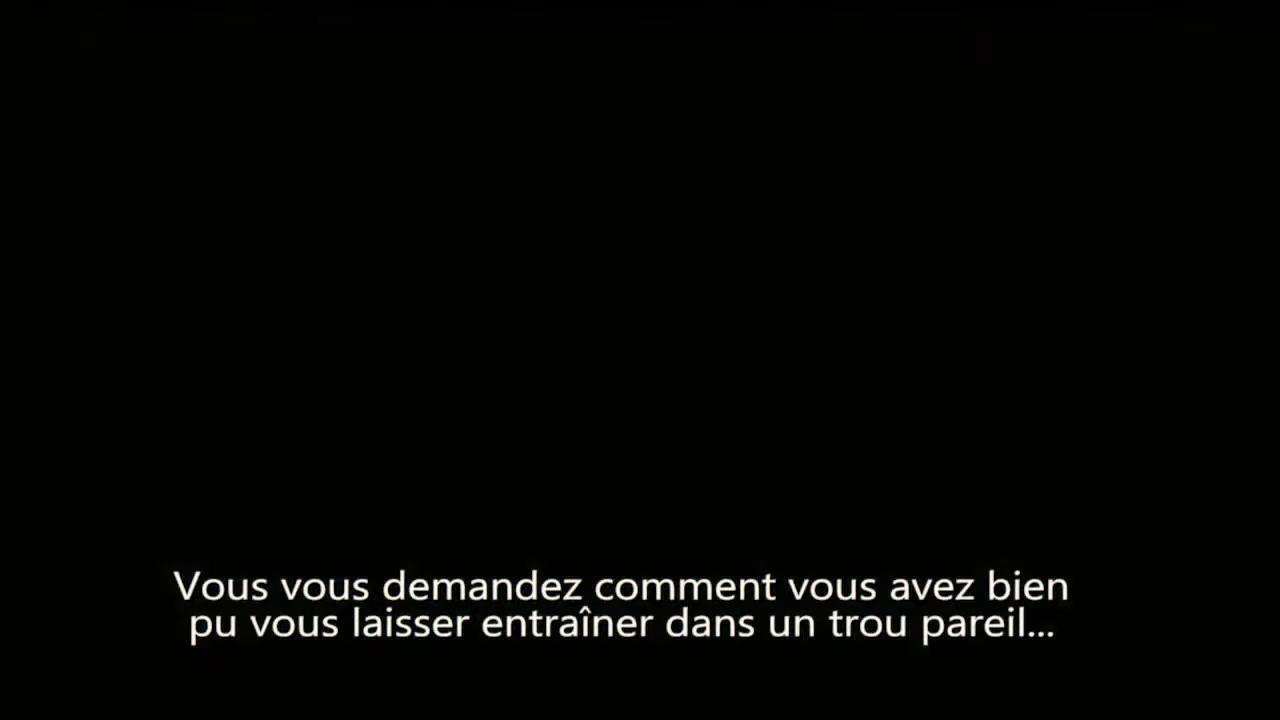 Vous vous demandez comment vous avez bien
pu vous laisser entraîner dans un trou pareil...